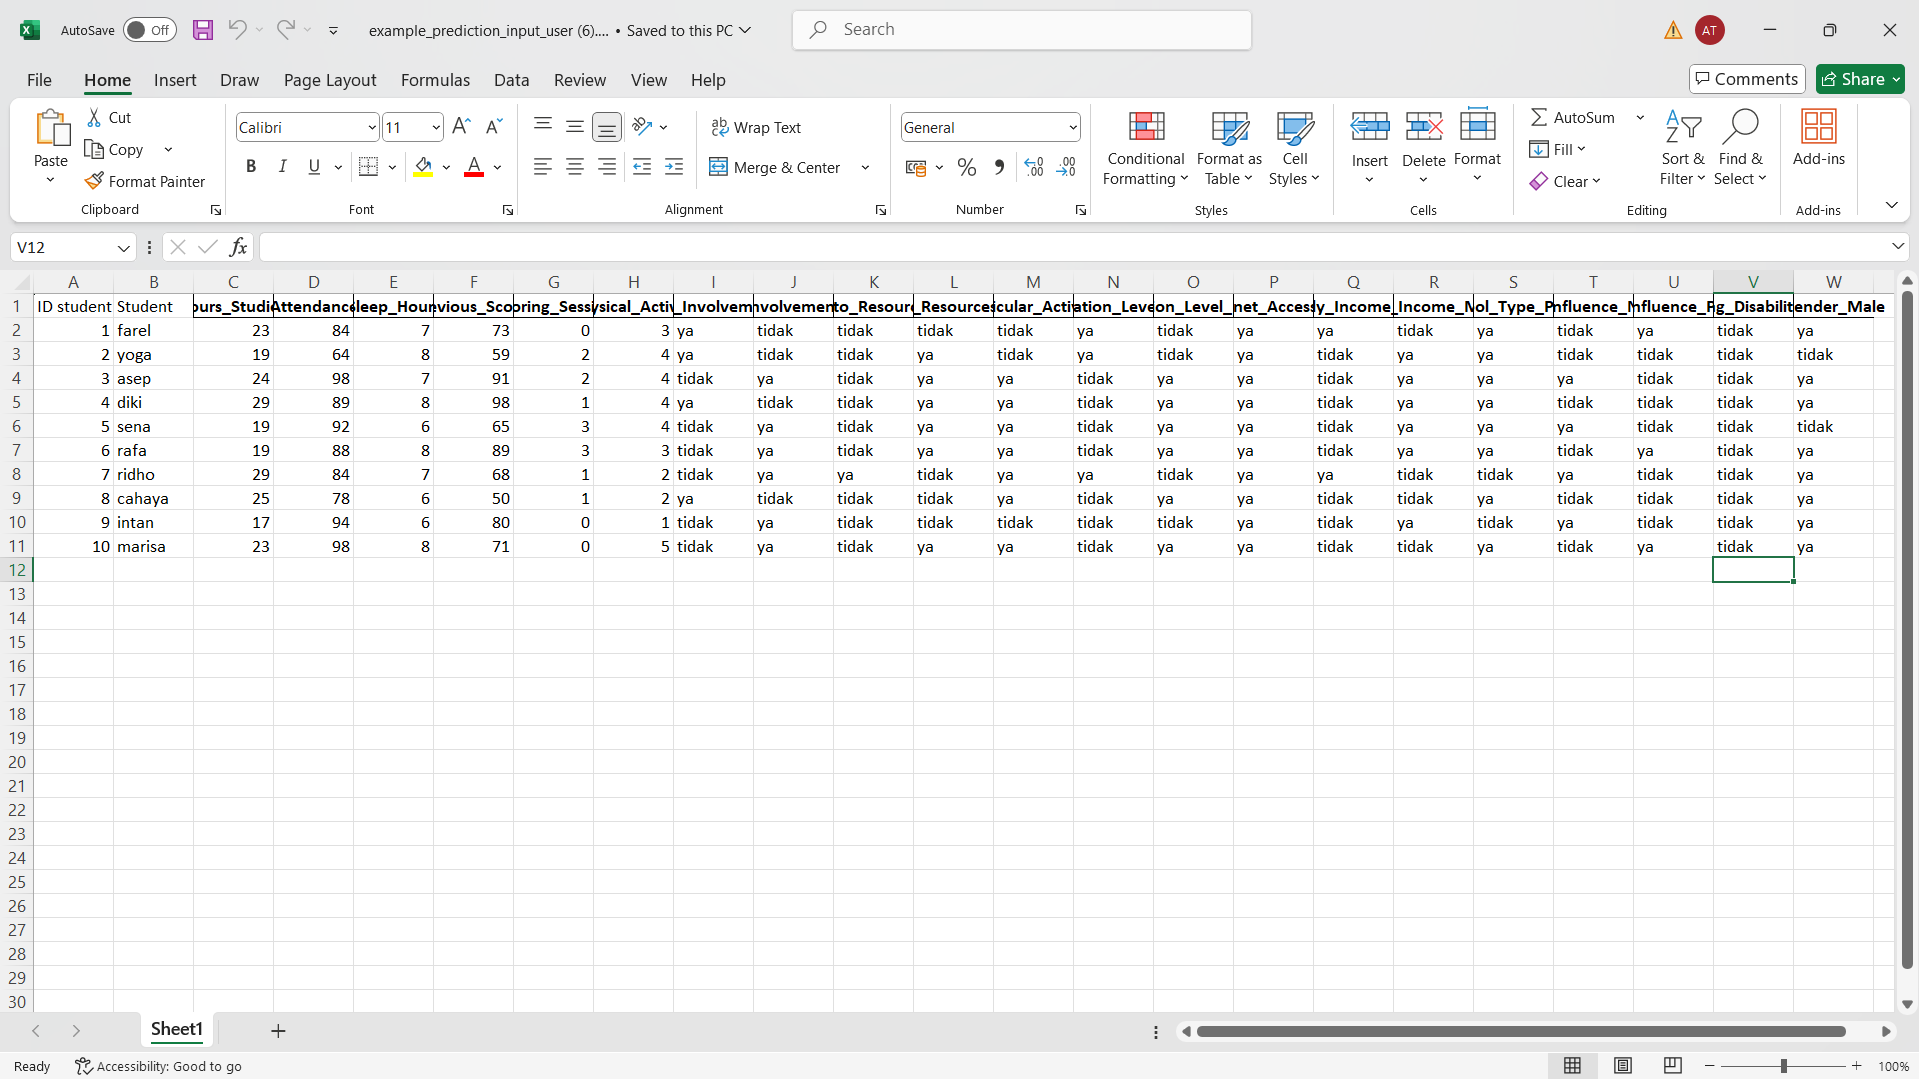 AutoSave Off example_prediction_input_user (6).... • Saved to this PC Search AT
File Home Insert Draw Page Layout Formulas Data Review View Help Comments Share
Paste Cut Copy Format Painter Clipboard
Calibri 11 B I U A Font
Wrap Text Merge & Center Alignment
General % Number
Conditional Formatting Format as Table Cell Styles Styles
Insert Delete Format Cells
AutoSum Fill Clear Sort & Filter Find & Select Editing
Add-ins Add-ins
V12 fx
A B C D E F G H I J K L M N O P Q R S T U V W
1 ID student Student ours_Studi Attendance leep_Hour vious_Sco oring_Sessi ysical_Activ _Involvem nvolvement to_Resour _Resources cular_Activ ation_Leve on_Level_ net_Access y_Income_ _Income_M ol_Type_P nfluence_N nfluence_P g_Disabilit ender_Male
2 1 farel 23 84 7 73 0 3 ya tidak tidak tidak tidak ya tidak ya ya tidak ya tidak ya tidak ya
3 2 yoga 19 64 8 59 2 4 ya tidak tidak ya tidak ya tidak ya tidak ya ya tidak tidak tidak tidak
4 3 asep 24 98 7 91 2 4 tidak ya tidak ya ya tidak ya ya tidak ya ya ya tidak tidak ya
5 4 diki 29 89 8 98 1 4 ya tidak tidak ya ya tidak ya ya tidak ya ya tidak tidak tidak ya
6 5 sena 19 92 6 65 3 4 tidak ya tidak ya ya tidak ya ya tidak ya ya ya tidak tidak tidak
7 6 rafa 19 88 8 89 3 3 tidak ya tidak ya ya tidak ya ya tidak ya ya tidak ya tidak ya
8 7 ridho 29 84 7 68 1 2 tidak ya ya tidak ya ya tidak ya ya tidak tidak ya tidak tidak ya
9 8 cahaya 25 78 6 50 1 2 ya tidak tidak tidak ya tidak ya ya tidak tidak ya tidak tidak tidak ya
10 9 intan 17 94 6 80 0 1 tidak ya tidak tidak tidak tidak tidak ya tidak ya tidak ya tidak tidak ya
11 10 marisa 23 98 8 71 0 5 tidak ya tidak ya ya tidak ya ya tidak tidak ya tidak ya tidak ya
12
13
14
15
16
17
18
19
20
21
22
23
24
25
26
27
28
29
30
Sheet1
Ready Accessibility: Good to go 100%